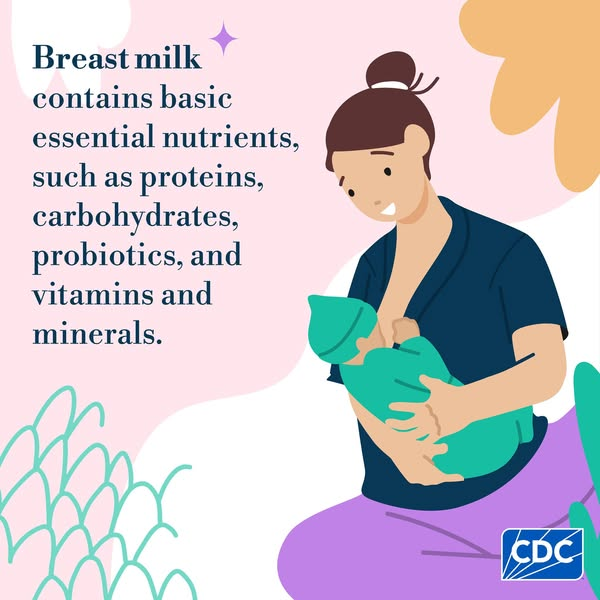 Breast milk
contains basic
essential nutrients,
such as proteins,
carbohydrates,
probiotics, and
vitamins and
minerals.
CDC